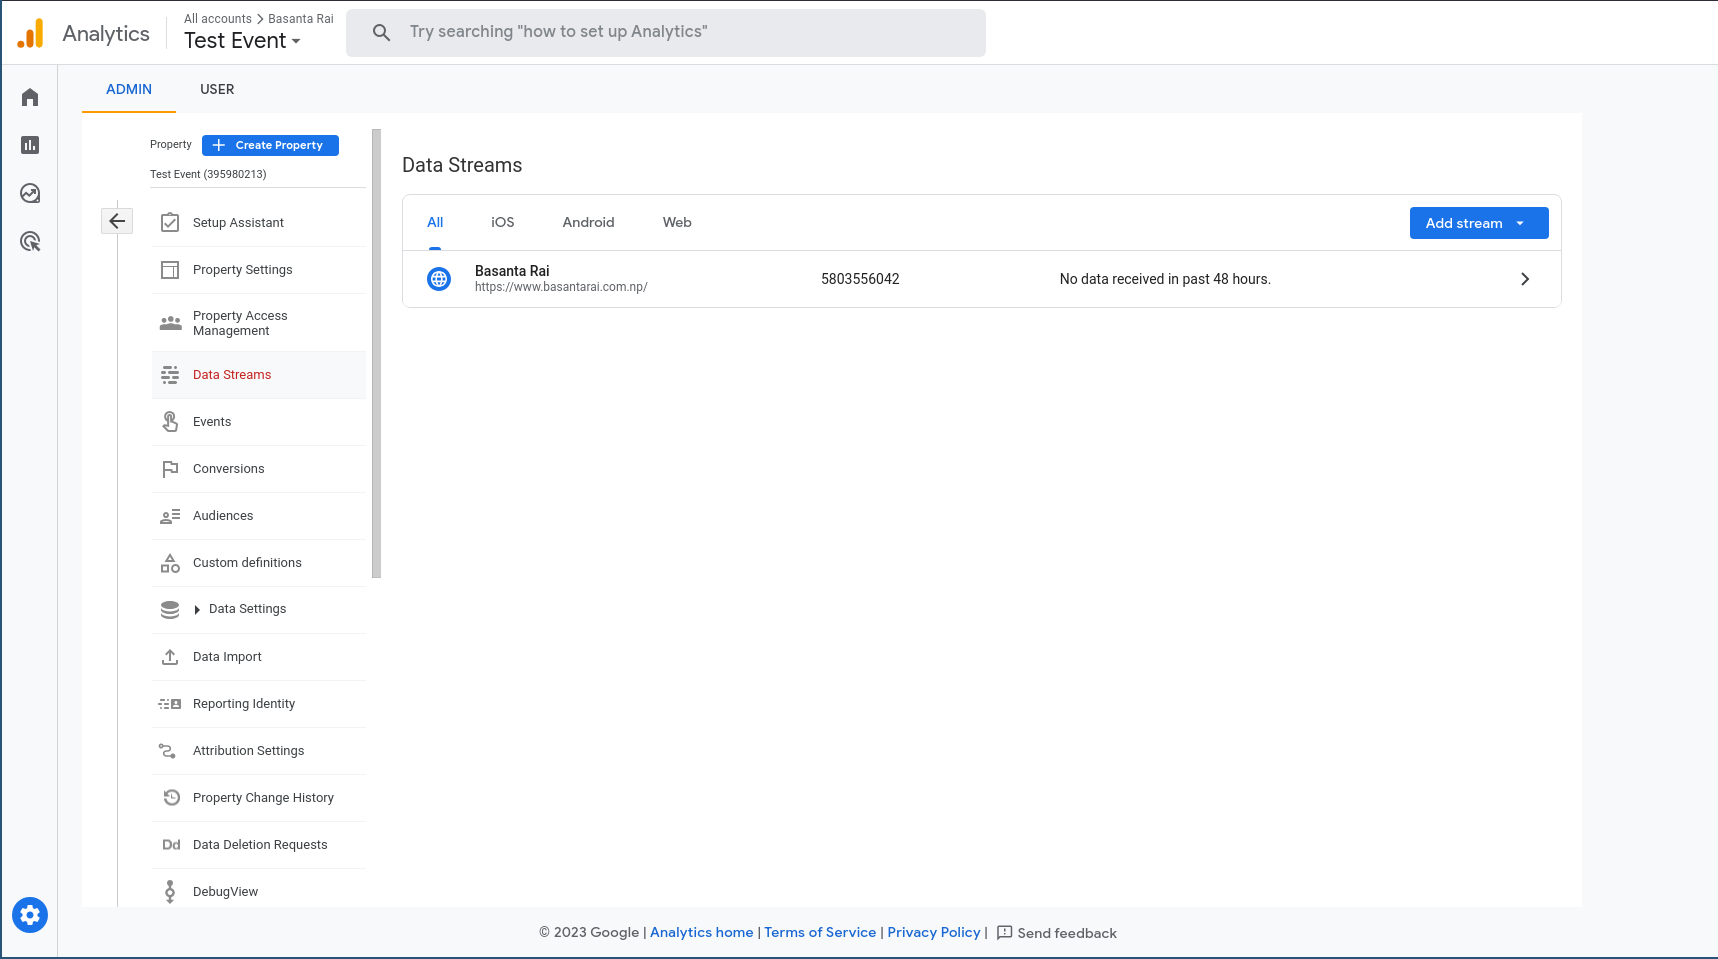 Analytics
All accounts > Basanta Rai
Test Event
Try searching "how to set up Analytics"
ADMIN USER
Property
+ Create Property
Test Event (395980213)
Setup Assistant
Property Settings
Property Access
Management
Data Streams
Events
Conversions
Audiences
Custom definitions
Data Settings
Data Import
Reporting Identity
Attribution Settings
Property Change History
Dd Data Deletion Requests
DebugView
Data Streams
All iOS Android Web
Add stream
Basanta Rai
https://www.basantarai.com.np/
5803556042
No data received in past 48 hours.
© 2023 Google | Analytics home | Terms of Service | Privacy Policy | Send feedback